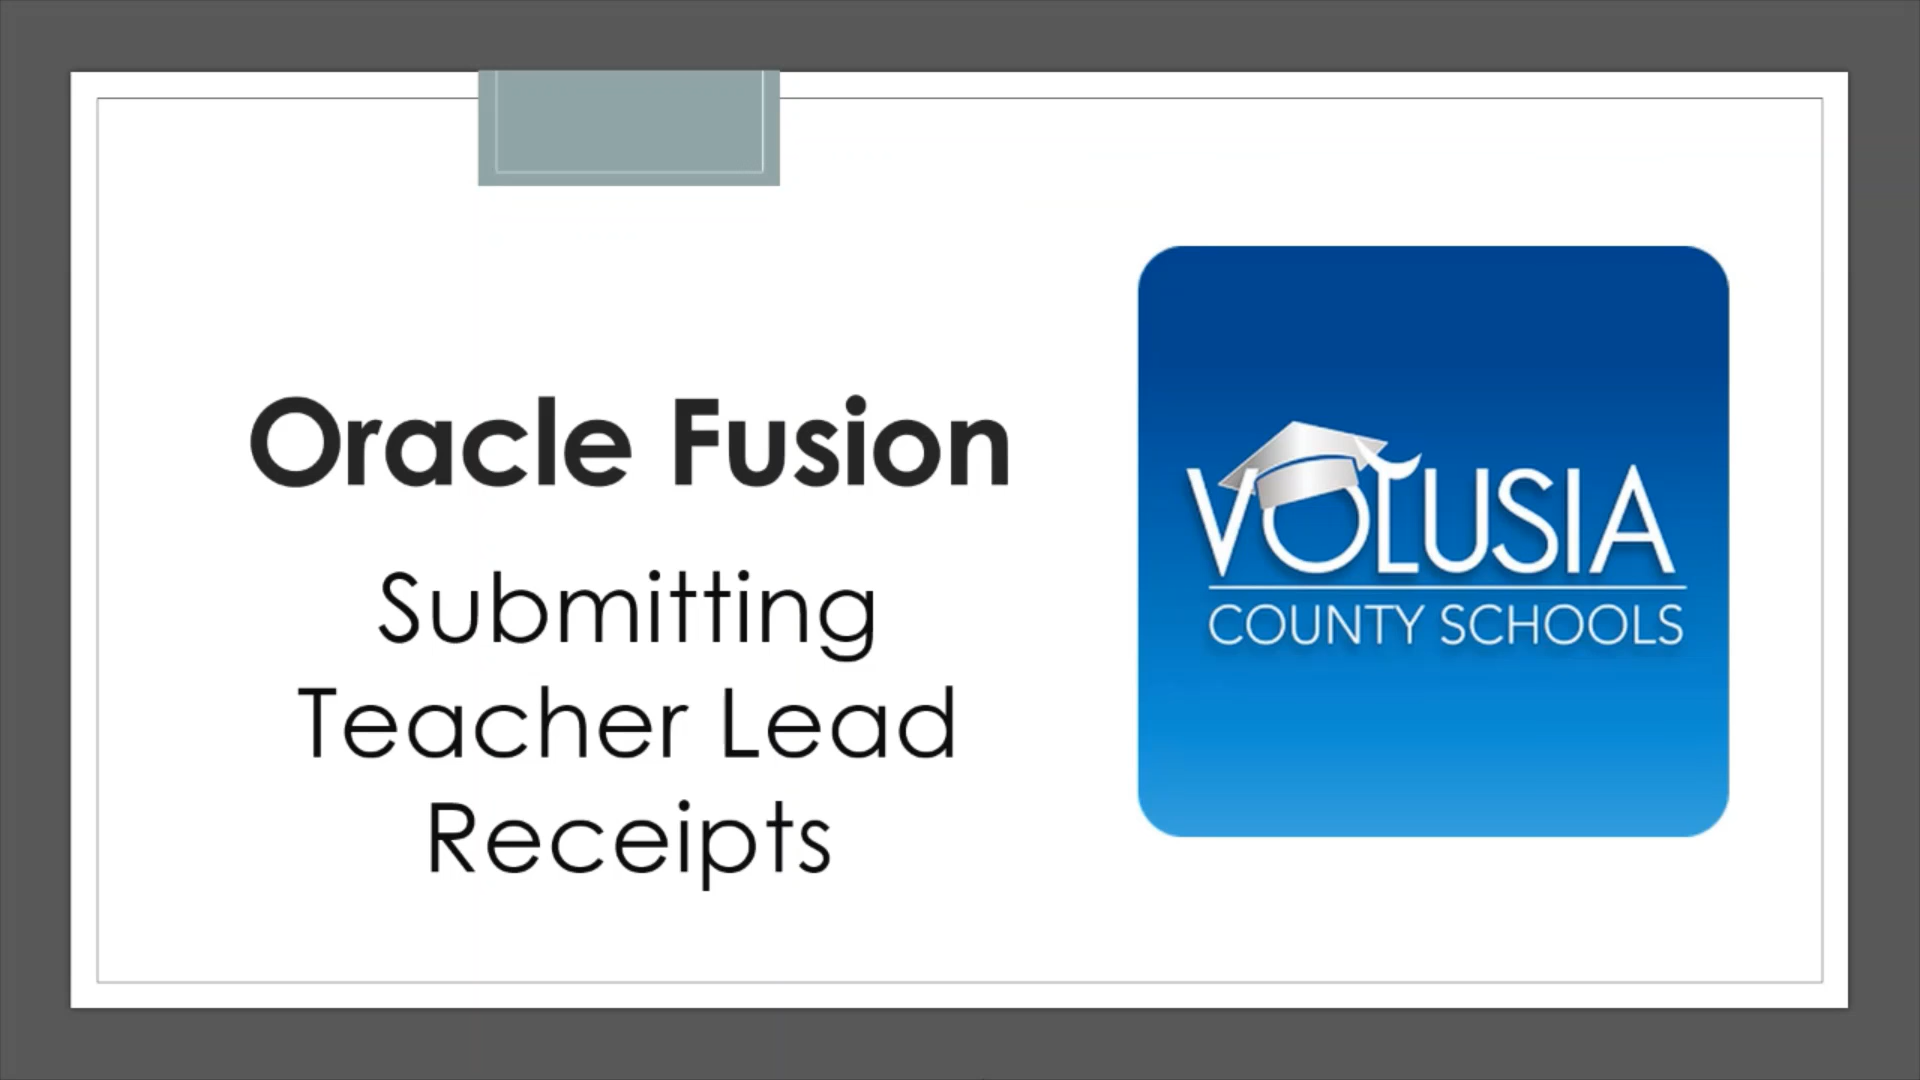 Oracle Fusion
Submitting
Teacher Lead
Receipts
VOLUSIA
COUNTY SCHOOLS